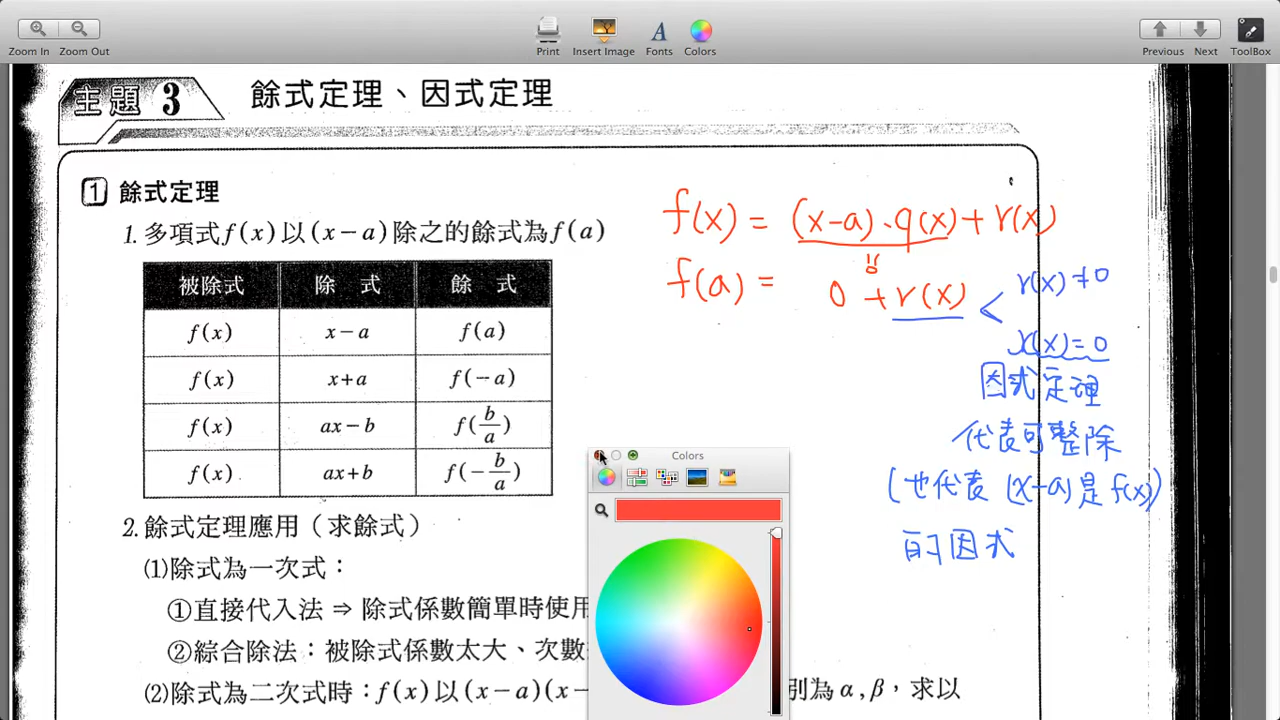 Zoom In Zoom Out Print Insert Image Fonts Colors Previous Next ToolBox
主題 3 餘式定理、因式定理
1 餘式定理
1. 多項式 f(x) 以 (x-a) 除之的餘式為 f(a)
被除式 除 式 餘 式
f(x) x-a f(a)
f(x) x+a f(-a)
f(x) ax-b f(b/a)
f(x) ax+b f(-b/a)
2. 餘式定理應用(求餘式)
⑴除式為一次式:
①直接代入法 ⇒ 除式係數簡單時使用
②綜合除法:被除式係數太大、次數
⑵除式為二次式時:f(x) 以 (x-a)(x-
別為 α,β,求以
f(x) = (x-a)·q(x)+r(x)
f(a) = 0 + r(x)
r(x)≠0
r(x)=0
因式定理
代表可整除
(也代表 (x-a) 是 f(x))
的因式
Colors